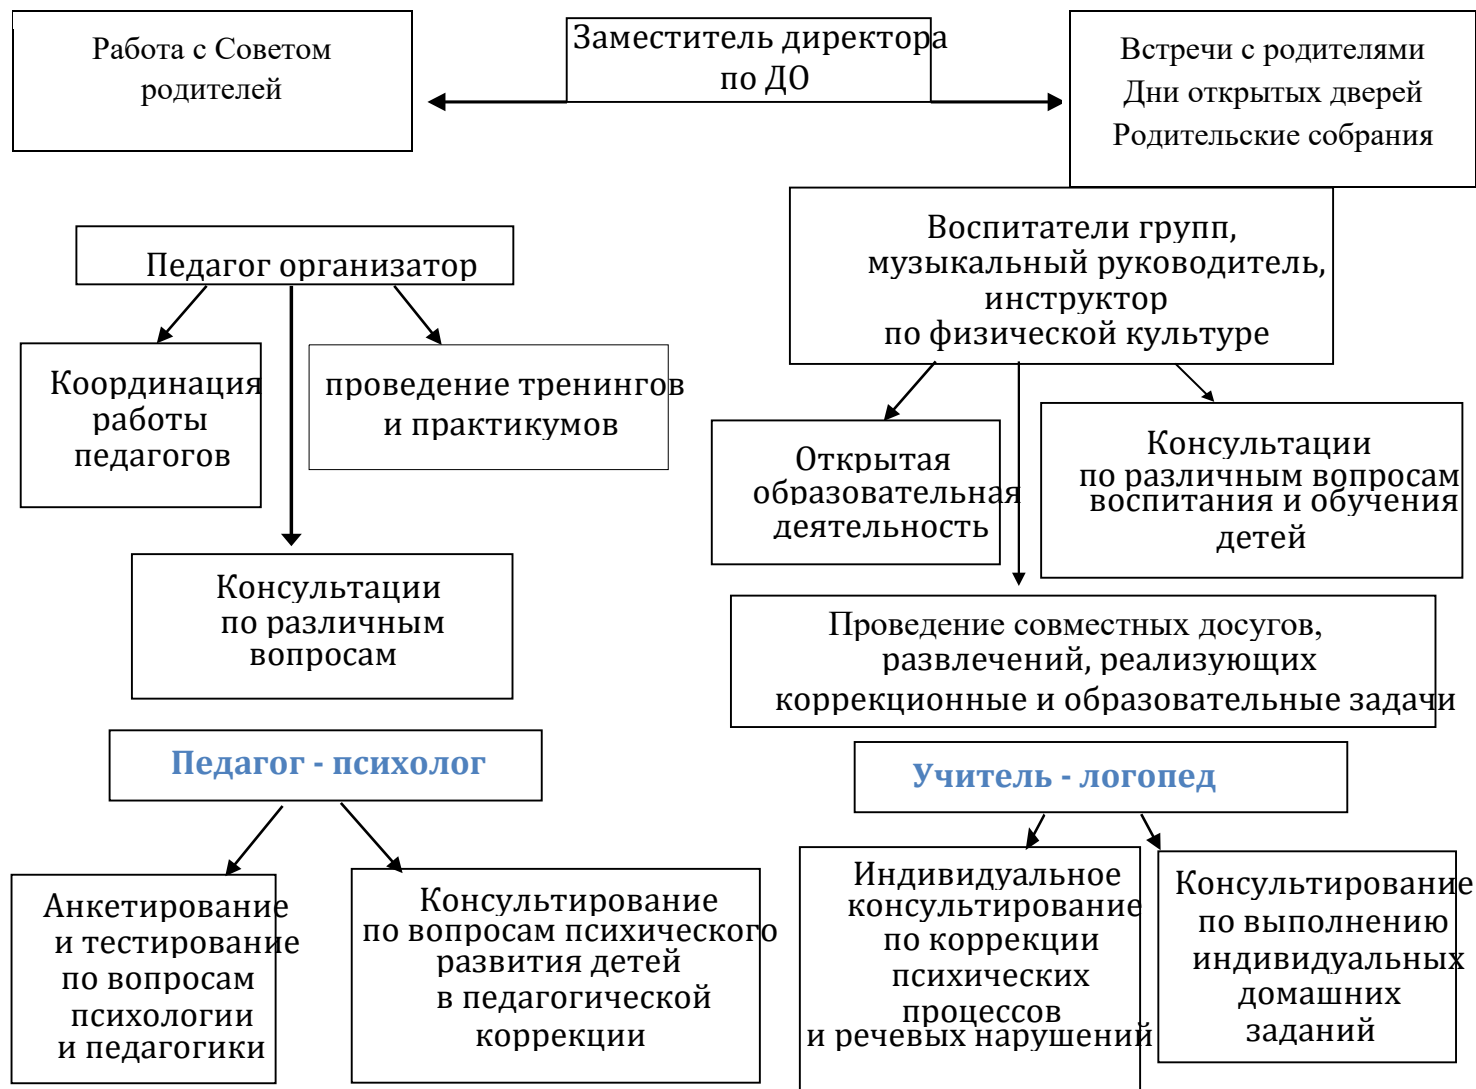 Работа с Советом
родителей
Заместитель директора
по ДО
Встречи с родителями
Дни открытых дверей
Родительские собрания
Педагог организатор
Воспитатели групп,
музыкальный руководитель,
инструктор
по физической культуре
Координация
работы
педагогов
проведение тренингов
и практикумов
Открытая
образовательная
деятельность
Консультации
по различным вопросам
воспитания и обучения
детей
Консультации
по различным
вопросам
Проведение совместных досугов,
развлечений, реализующих
коррекционные и образовательные задачи
Педагог - психолог
Учитель - логопед
Анкетирование
и тестирование
по вопросам
психологии
и педагогики
Консультирование
по вопросам психического
развития детей
в педагогической
коррекции
Индивидуальное
консультирование
по коррекции
психических
процессов
и речевых нарушений
Консультирование
по выполнению
индивидуальных
домашних
заданий